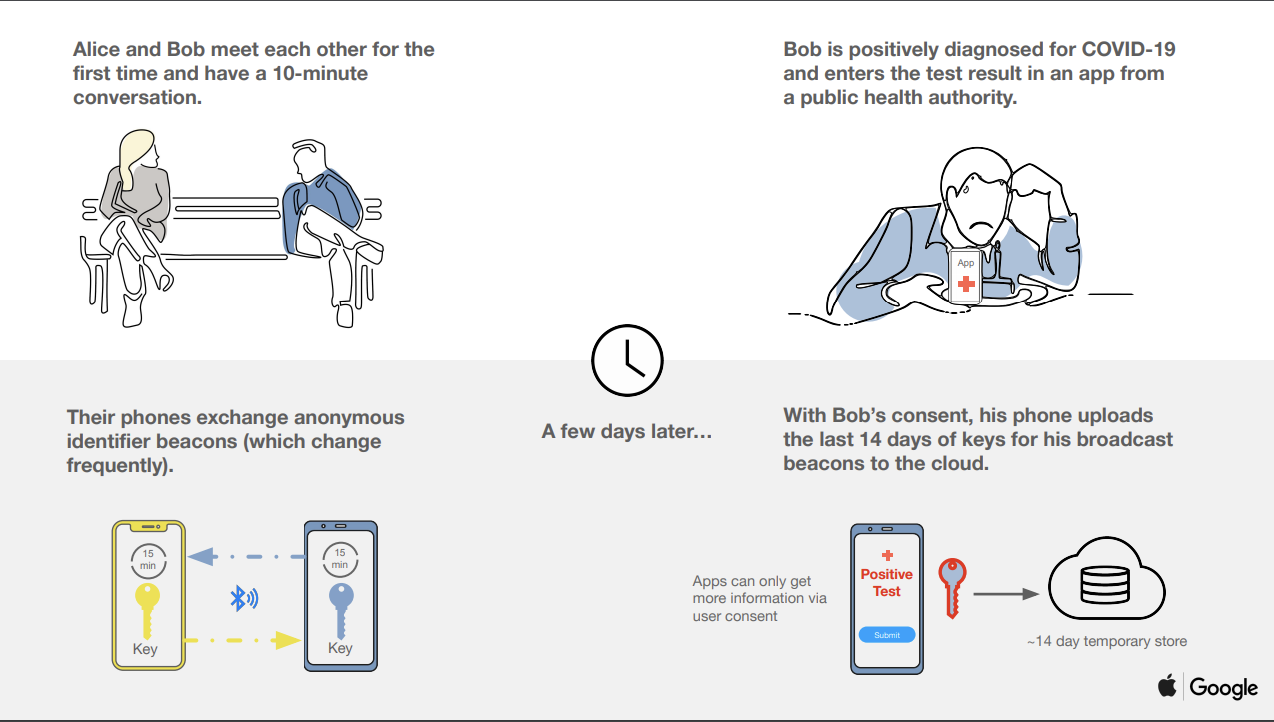 Alice and Bob meet each other for the
first time and have a 10-minute
conversation.
Bob is positively diagnosed for COVID-19
and enters the test result in an app from
a public health authority.
App
Their phones exchange anonymous
identifier beacons (which change
frequently).
A few days later…
With Bob’s consent, his phone uploads
the last 14 days of keys for his broadcast
beacons to the cloud.
15
min
Key
15
min
Key
Apps can only get
more information via
user consent
Positive
Test
Submit
~14 day temporary store
Google